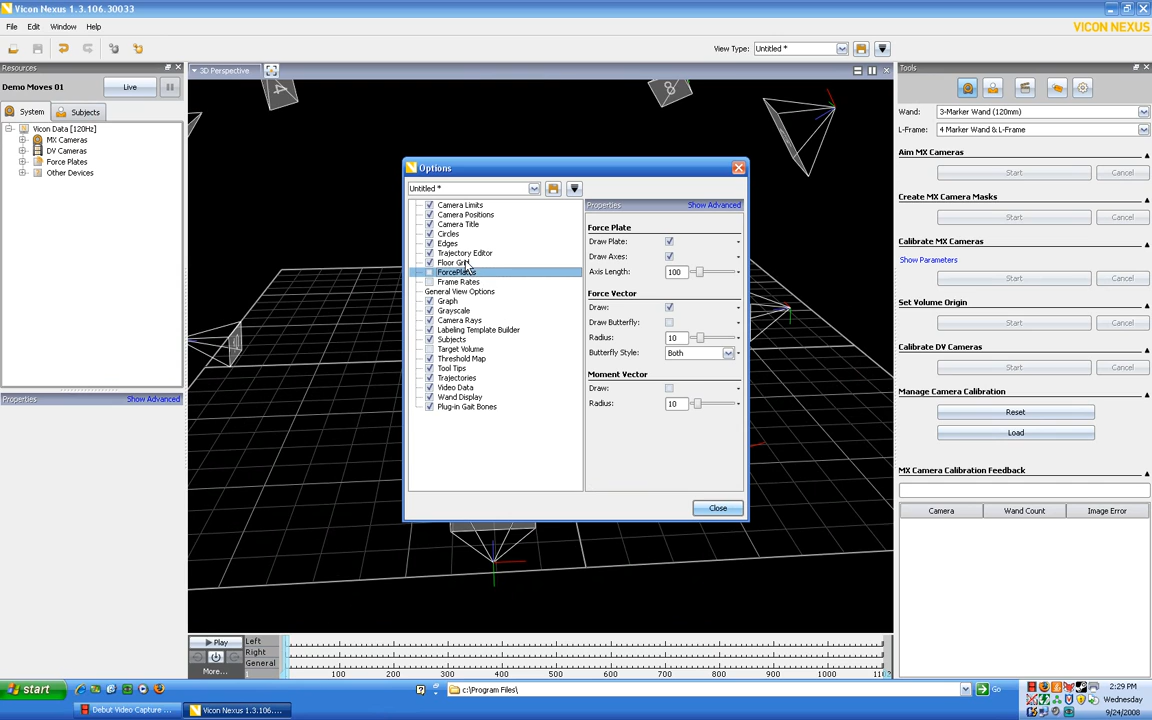 Vicon Nexus 1.3.106.30033
File Edit Window Help
VICON NEXUS
View Type: Untitled *
Resources
Demo Moves 01 Live
System Subjects
Vicon Data [120Hz]
MX Cameras
DV Cameras
Force Plates
Other Devices
Properties Show Advanced
3D Perspective
4
8
Options
Untitled *
Camera Limits
Camera Positions
Camera Title
Circles
Edges
Trajectory Editor
Floor Grid
ForcePlates
Frame Rates
General View Options
Graph
Grayscale
Camera Rays
Labeling Template Builder
Subjects
Target Volume
Threshold Map
Tool Tips
Trajectories
Video Data
Wand Display
Plug-in Gait Bones
Properties Show Advanced
Force Plate
Draw Plate:
Draw Axes:
Axis Length: 100
Force Vector
Draw:
Draw Butterfly:
Radius: 10
Butterfly Style: Both
Moment Vector
Draw:
Radius: 10
Close
Tools
Wand: 3-Marker Wand (120mm)
L-Frame: 4 Marker Wand & L-Frame
Aim MX Cameras
Start Cancel
Create MX Camera Masks
Start Cancel
Calibrate MX Cameras
Show Parameters
Start Cancel
Set Volume Origin
Start Cancel
Calibrate DV Cameras
Start Cancel
Manage Camera Calibration
Reset
Load
MX Camera Calibration Feedback
Camera Wand Count Image Error
Play
More...
Left
Right
General
1 100 200 300 400 500 600 700 800 900 1000
start
Debut Video Capture ...
Vicon Nexus 1.3.106....
c:\Program Files\
Go
2:29 PM
Wednesday
9/24/2008